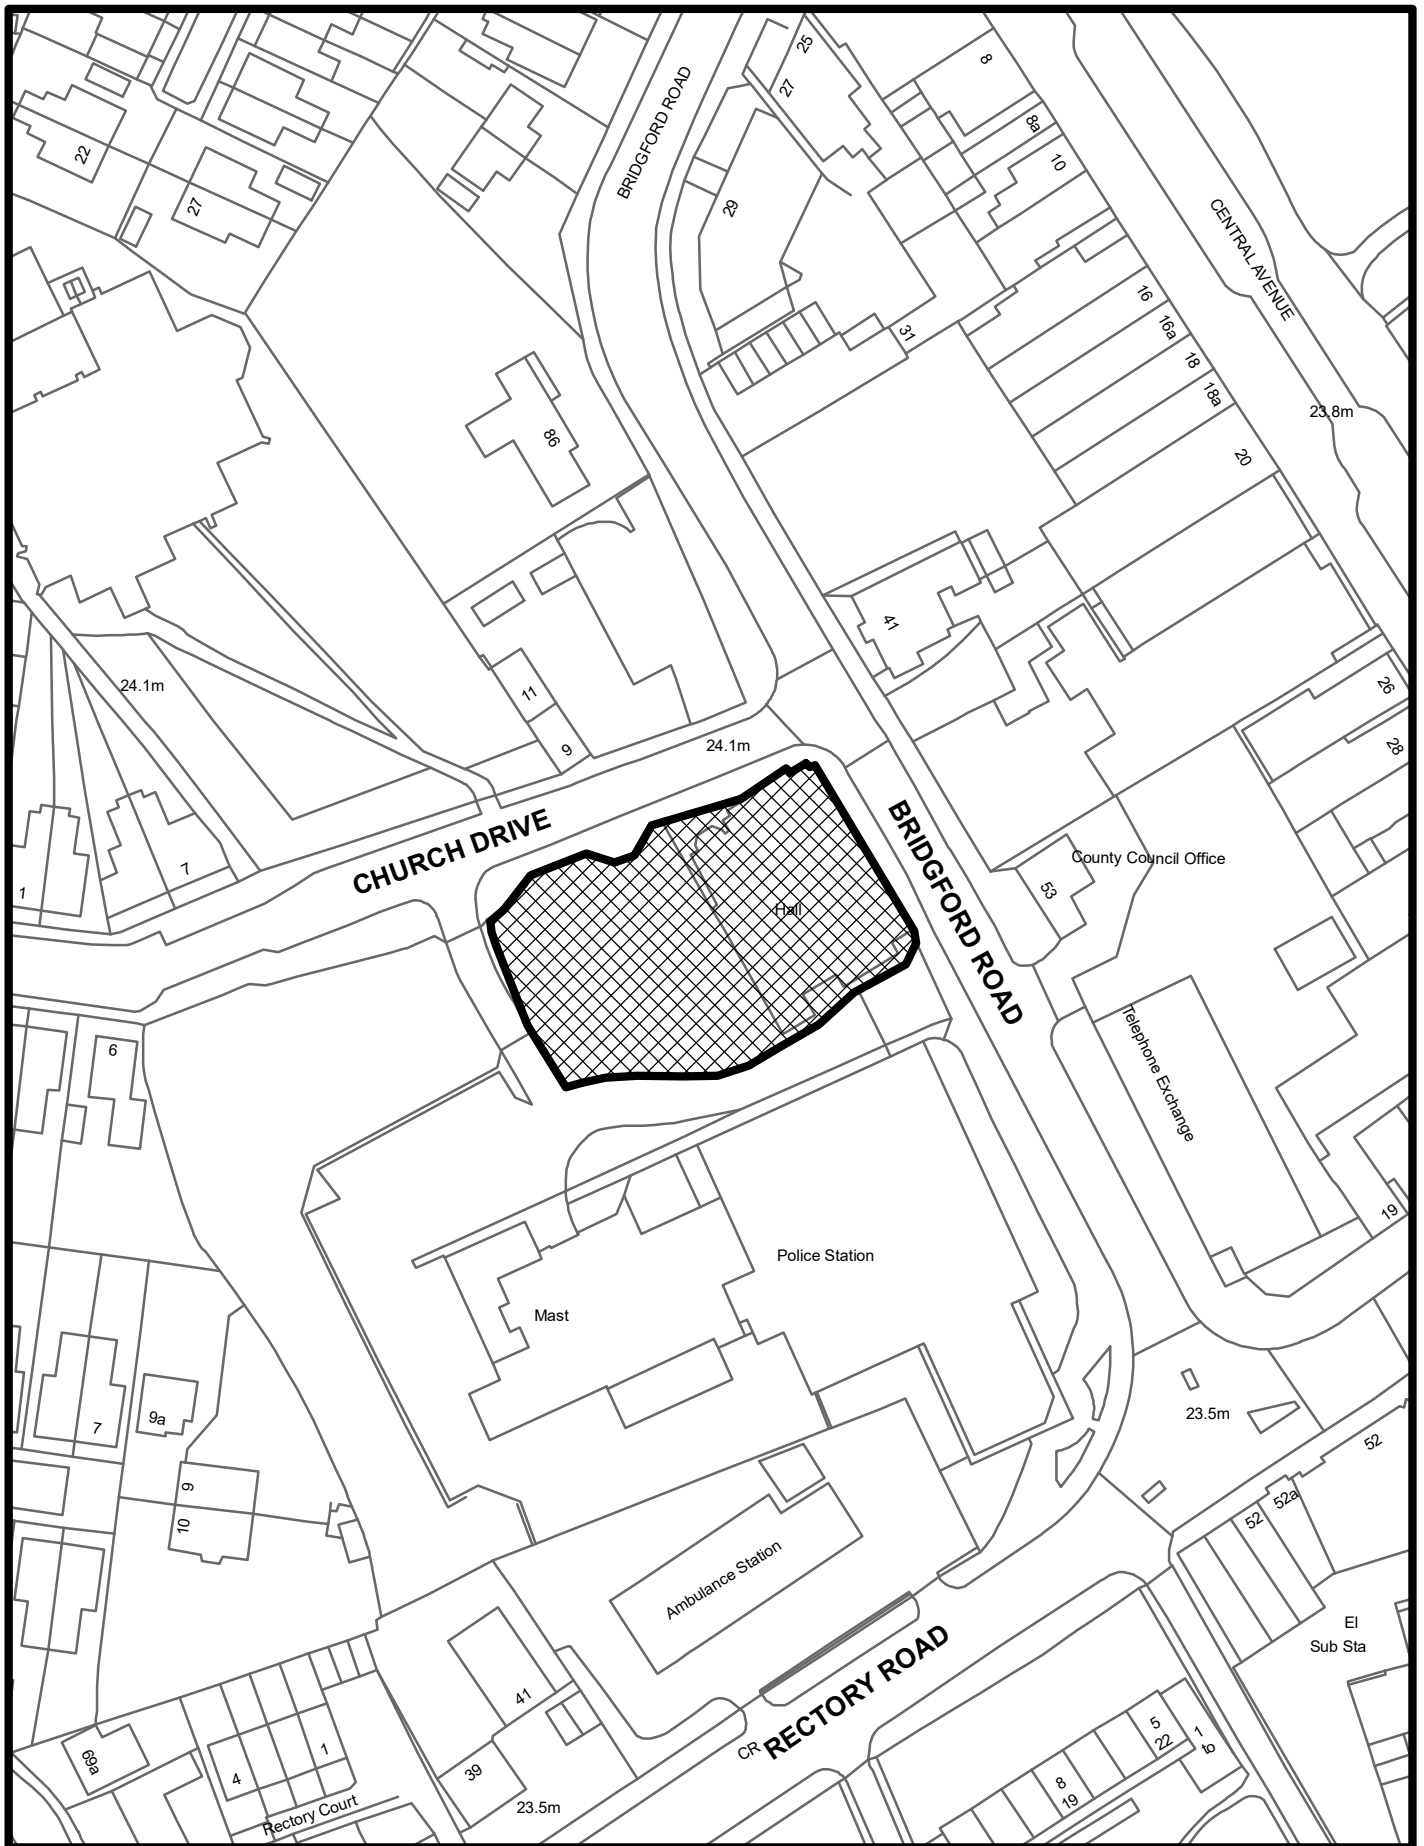 25
27
8
BRIDGFORD ROAD
8a
22
10
27
29
CENTRAL AVENUE
16
16a
31
18
18a
23.8m
86
20
41
24.1m
11
26
9
24.1m
28
CHURCH DRIVE
BRIDGFORD ROAD
County Council Office
7
1
53
Hall
6
Telephone Exchange
19
Police Station
Mast
7
9a
23.5m
52
9
10
52a
52
Ambulance Station
El
Sub Sta
RECTORY ROAD
41
CR
5
22
1
to
69a
1
4
39
8
19
23.5m
Rectory Court